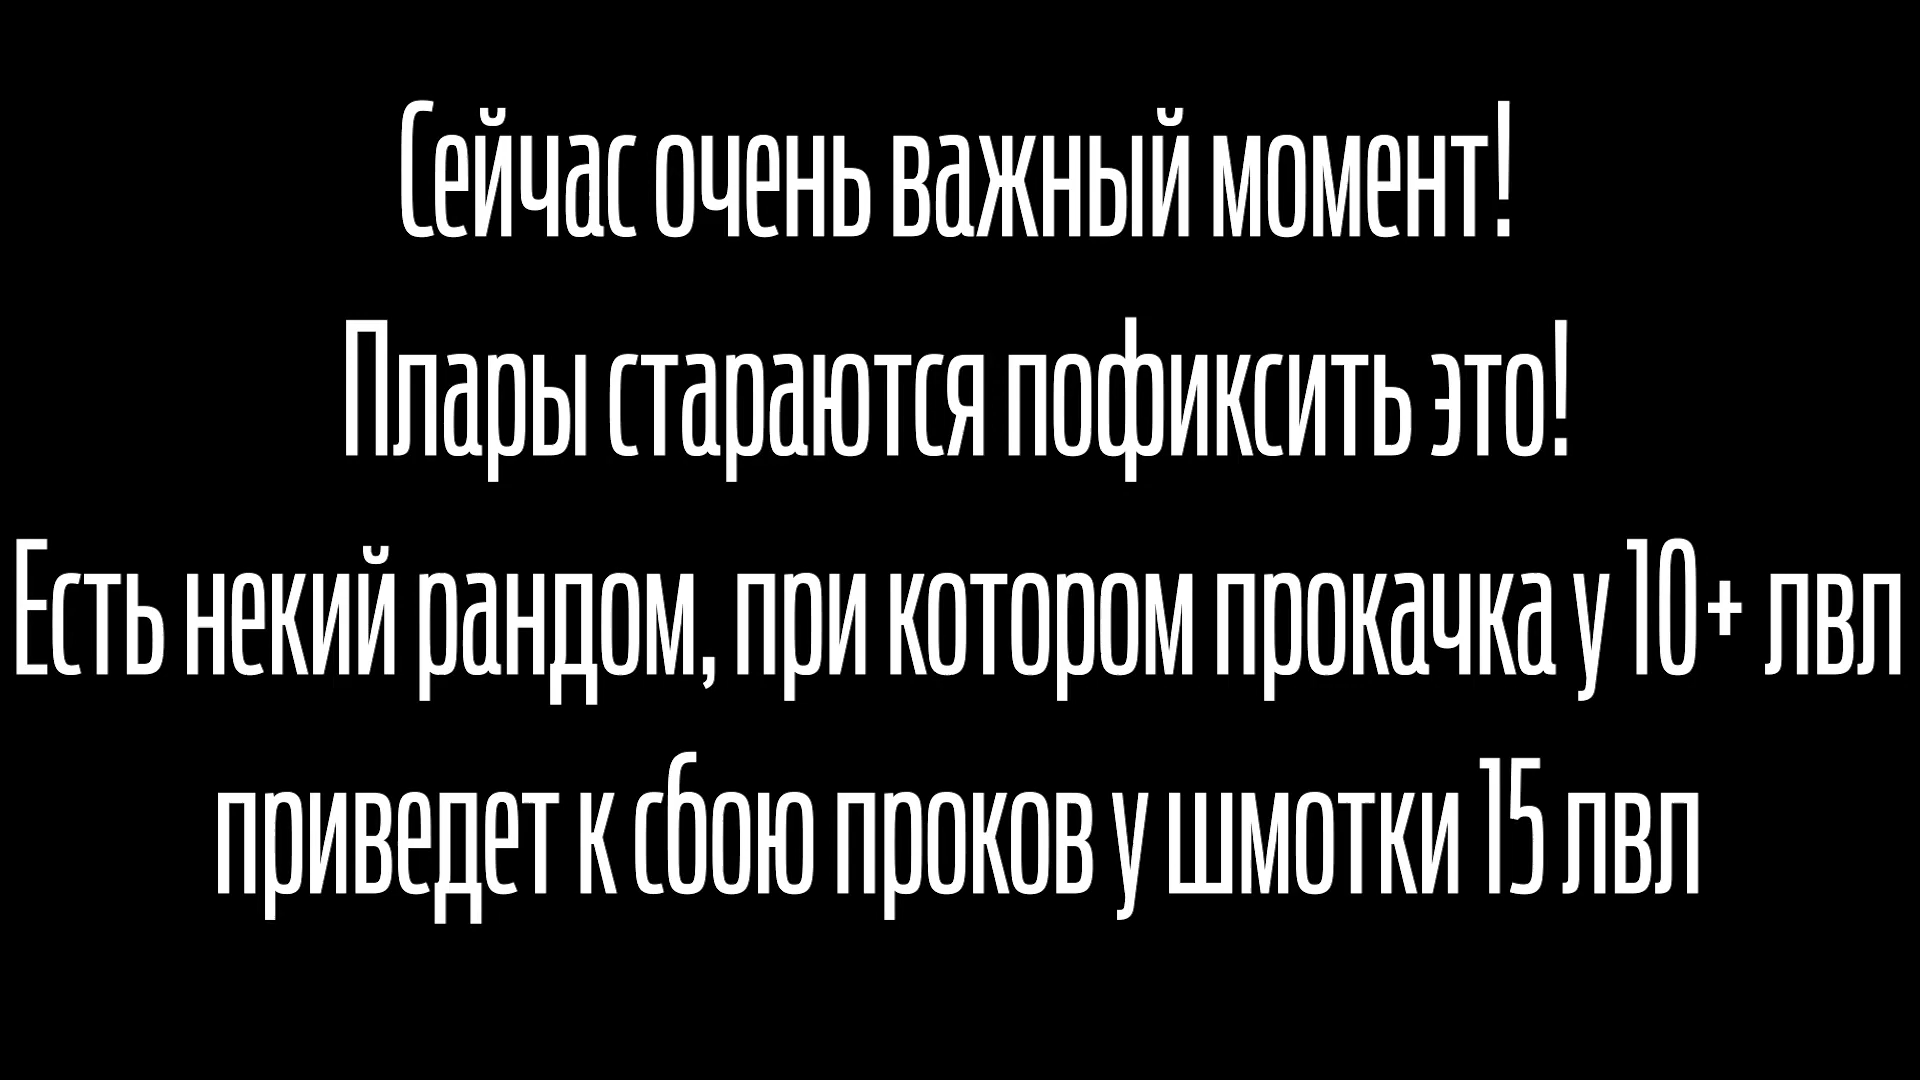 Сейчас очень важный момент!
Плары стараются пофиксить это!
Есть некий рандом, при котором прокачка у 10+ лвл
приведет к сбою проков у шмотки 15 лвл